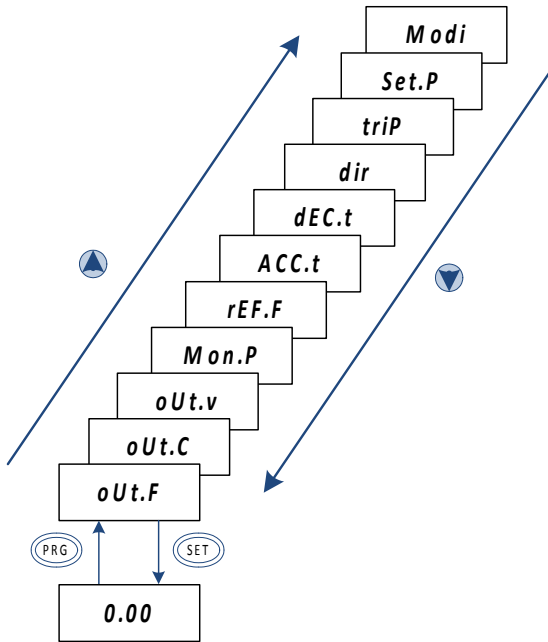 Modi
Set.P
triP
dir
dEC.t
ACC.t
rEF.F
Mon.P
oUt.v
oUt.C
oUt.F
PRG
SET
0.00